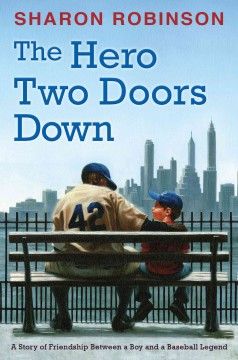 SHARON ROBINSON
The Hero
Two Doors
Down
42
A Story of Friendship Between a Boy and a Baseball Legend